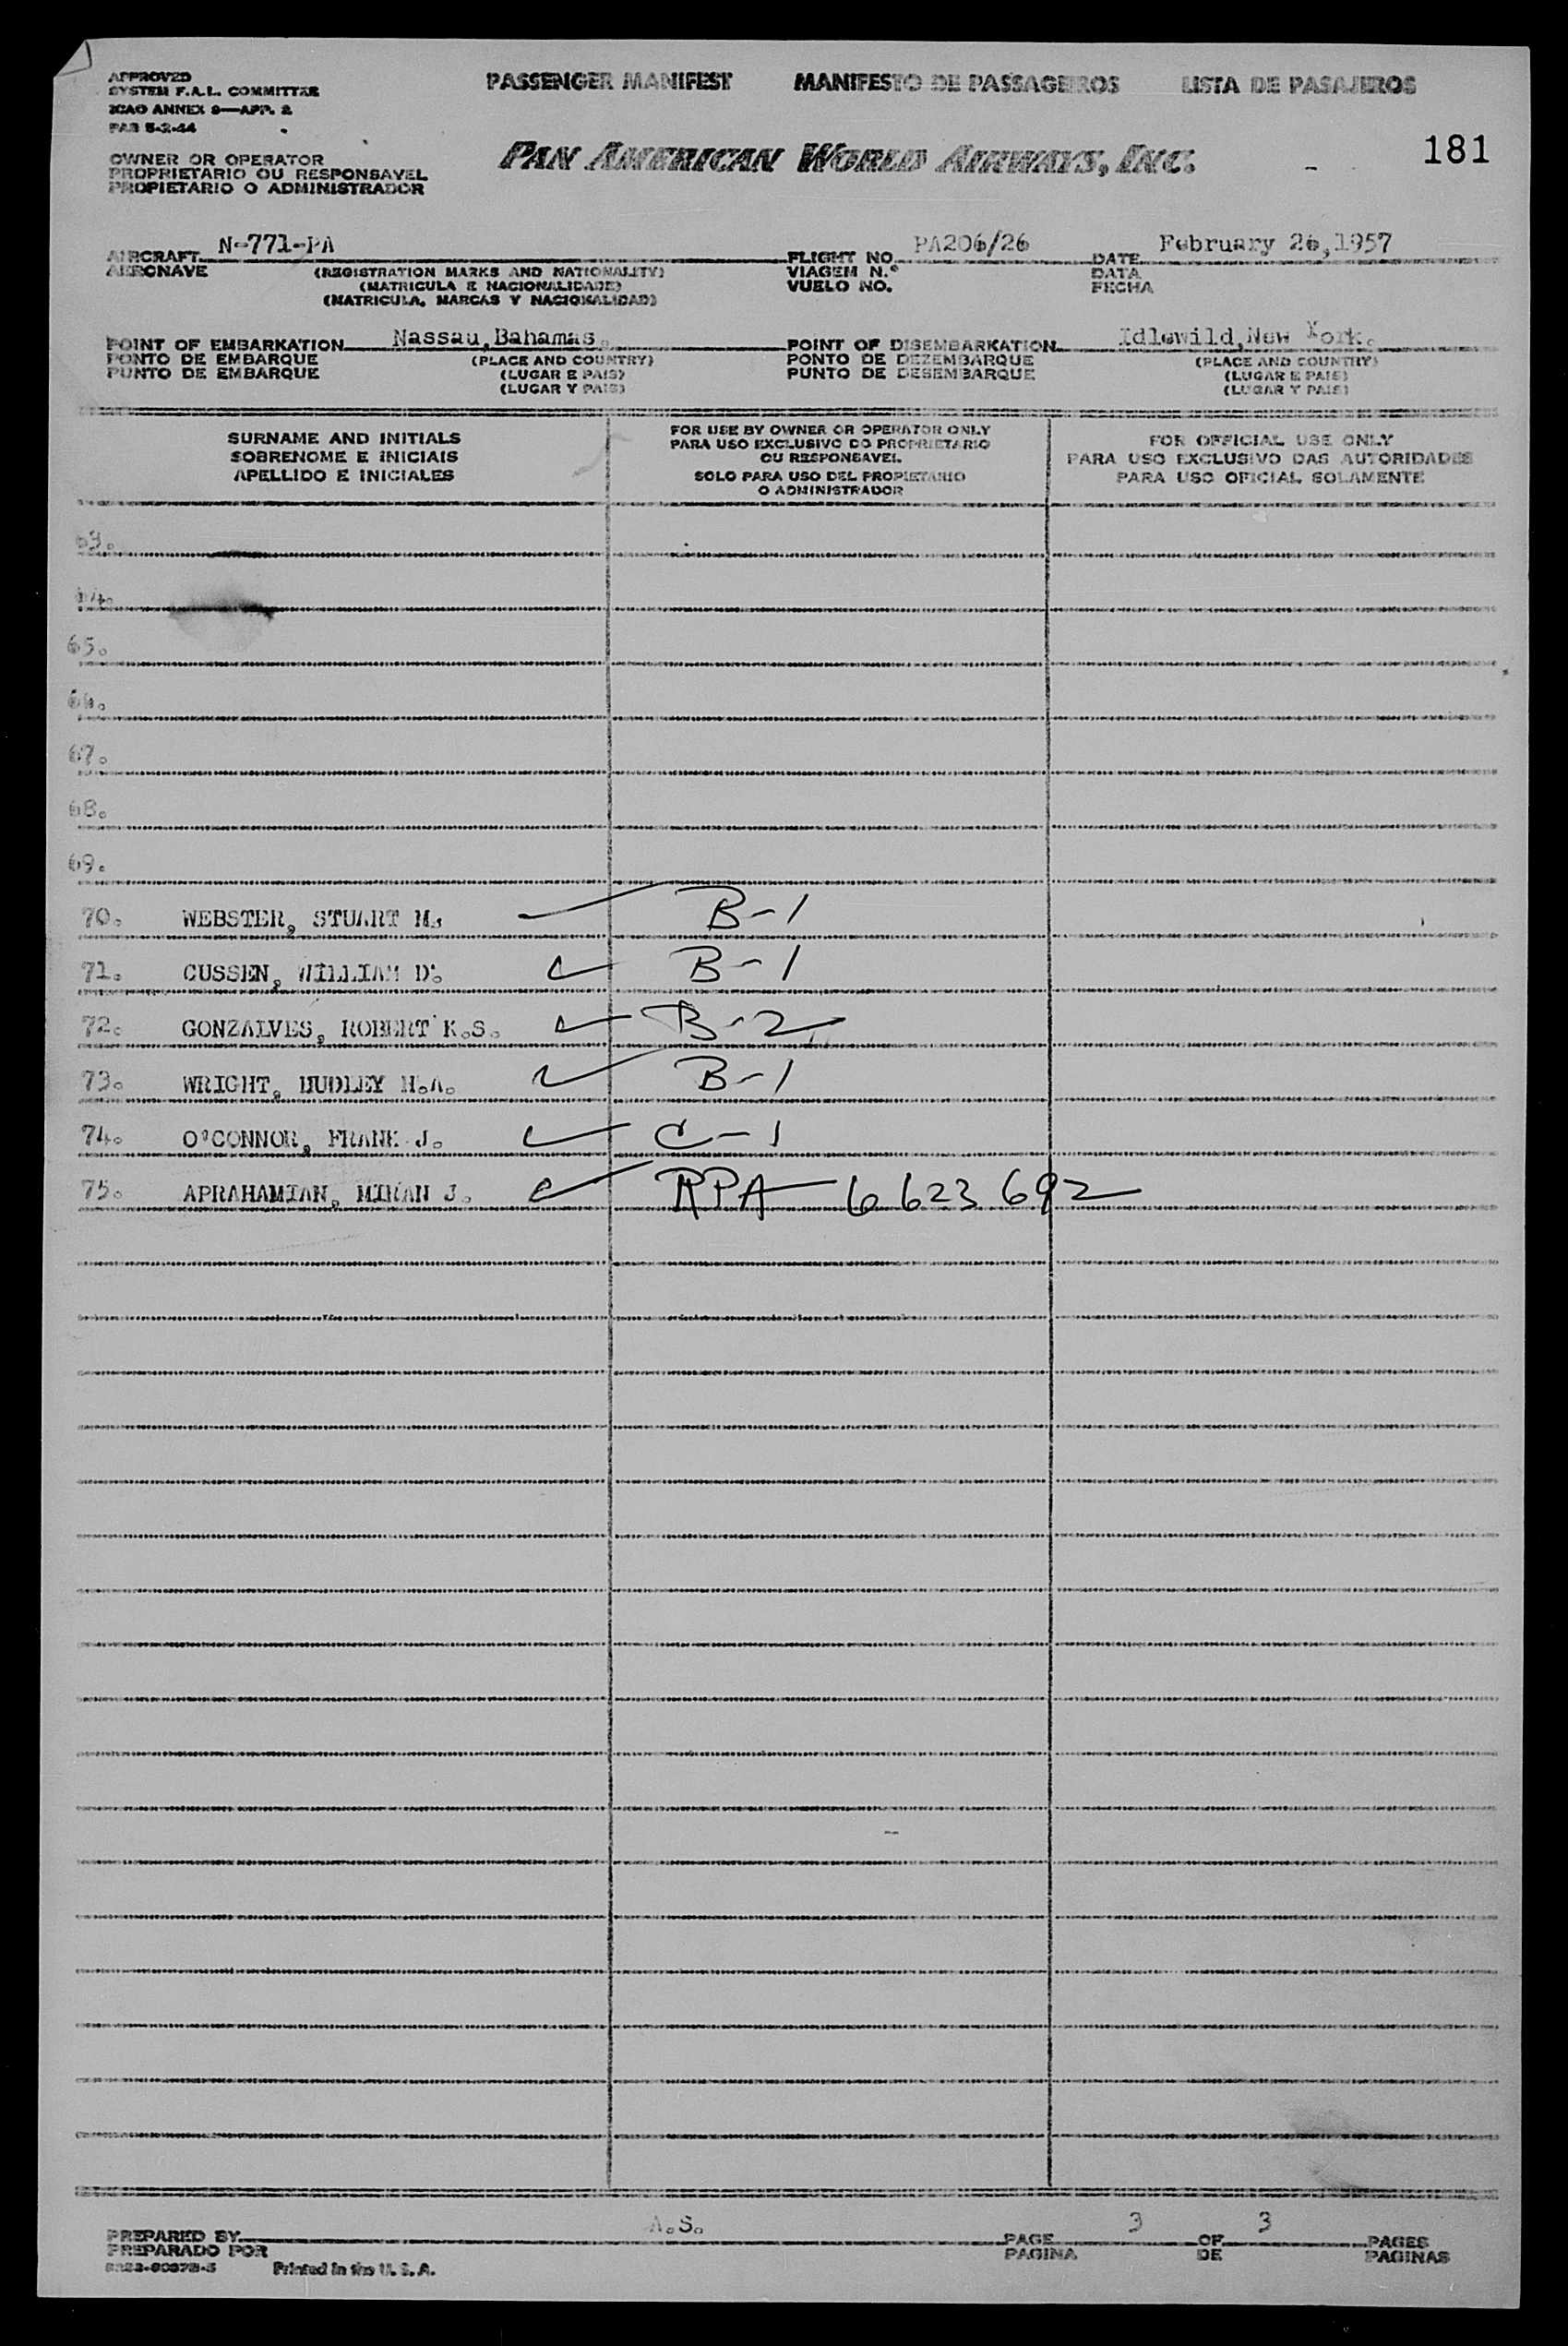 APPROVED
SYSTEM F.A.L. COMMITTEE
ICAO ANNEX 9—APP. 2
PAB 5-2-44
PASSENGER MANIFEST MANIFESTO DE PASSAGEIROS LISTA DE PASAJEROS
181
OWNER OR OPERATOR
PROPRIETARIO OU RESPONSAVEL
PROPIETARIO O ADMINISTRADOR
PAN AMERICAN WORLD AIRWAYS, INC.
AIRCRAFT N-771-PA
AERONAVE
(REGISTRATION MARKS AND NATIONALITY)
(MATRICULA E NACIONALIDADE)
(MATRICULA, MARCAS Y NACIONALIDAD)
FLIGHT NO. PA206/26
VIAGEM N.º
VUELO NO.
DATE February 26,1957
DATA
FECHA
POINT OF EMBARKATION Nassau,Bahamas.
PONTO DE EMBARQUE
PUNTO DE EMBARQUE
(PLACE AND COUNTRY)
(LUGAR E PAIS)
(LUGAR Y PAIS)
POINT OF DISEMBARKATION Idlewild,New York.
PONTO DE DEZEMBARQUE
PUNTO DE DESEMBARQUE
(PLACE AND COUNTRY)
(LUGAR E PAIS)
(LUGAR Y PAIS)
SURNAME AND INITIALS
SOBRENOME E INICIAIS
APELLIDO E INICIALES
FOR USE BY OWNER OR OPERATOR ONLY
PARA USO EXCLUSIVO DO PROPRIETARIO
OU RESPONSAVEL
SOLO PARA USO DEL PROPIETARIO
O ADMINISTRADOR
FOR OFFICIAL USE ONLY
PARA USO EXCLUSIVO DAS AUTORIDADES
PARA USO OFICIAL SOLAMENTE
63.
64.
65.
66.
67.
68.
69.
70. WEBSTER, STUART M. B-1
71. CUSSEN, WILLIAM D. B-1
72. GONZALVES, ROBERT K.S. B-2
73. WRIGHT, DUDLEY H.A. B-1
74. O'CONNOR, FRANK J. C-1
75. APRAHAMIAN, MIRAN J. RPA 6 623 692
PREPARED BY A.S.
PREPARADO POR
PAGE 3 OF 3 PAGES
PAGINA DE PAGINAS
Printed in the U. S. A.